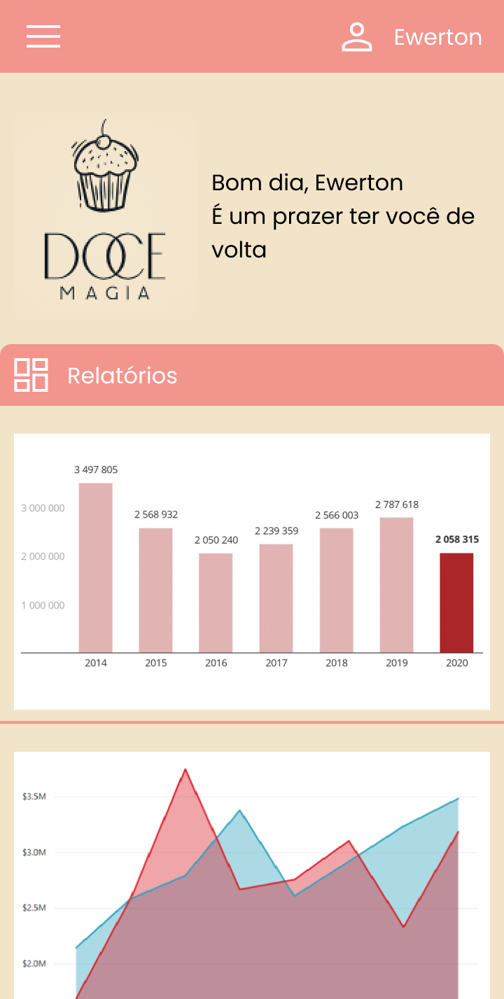 Ewerton
DOCE
MAGIA
Bom dia, Ewerton
É um prazer ter você de
volta
Relatórios
3 497 805
2 568 932
2 050 240
2 239 359
2 566 003
2 787 618
2 058 315
3 000 000
2 000 000
1 000 000
2014 2015 2016 2017 2018 2019 2020
$3.5M
$3.0M
$2.5M
$2.0M